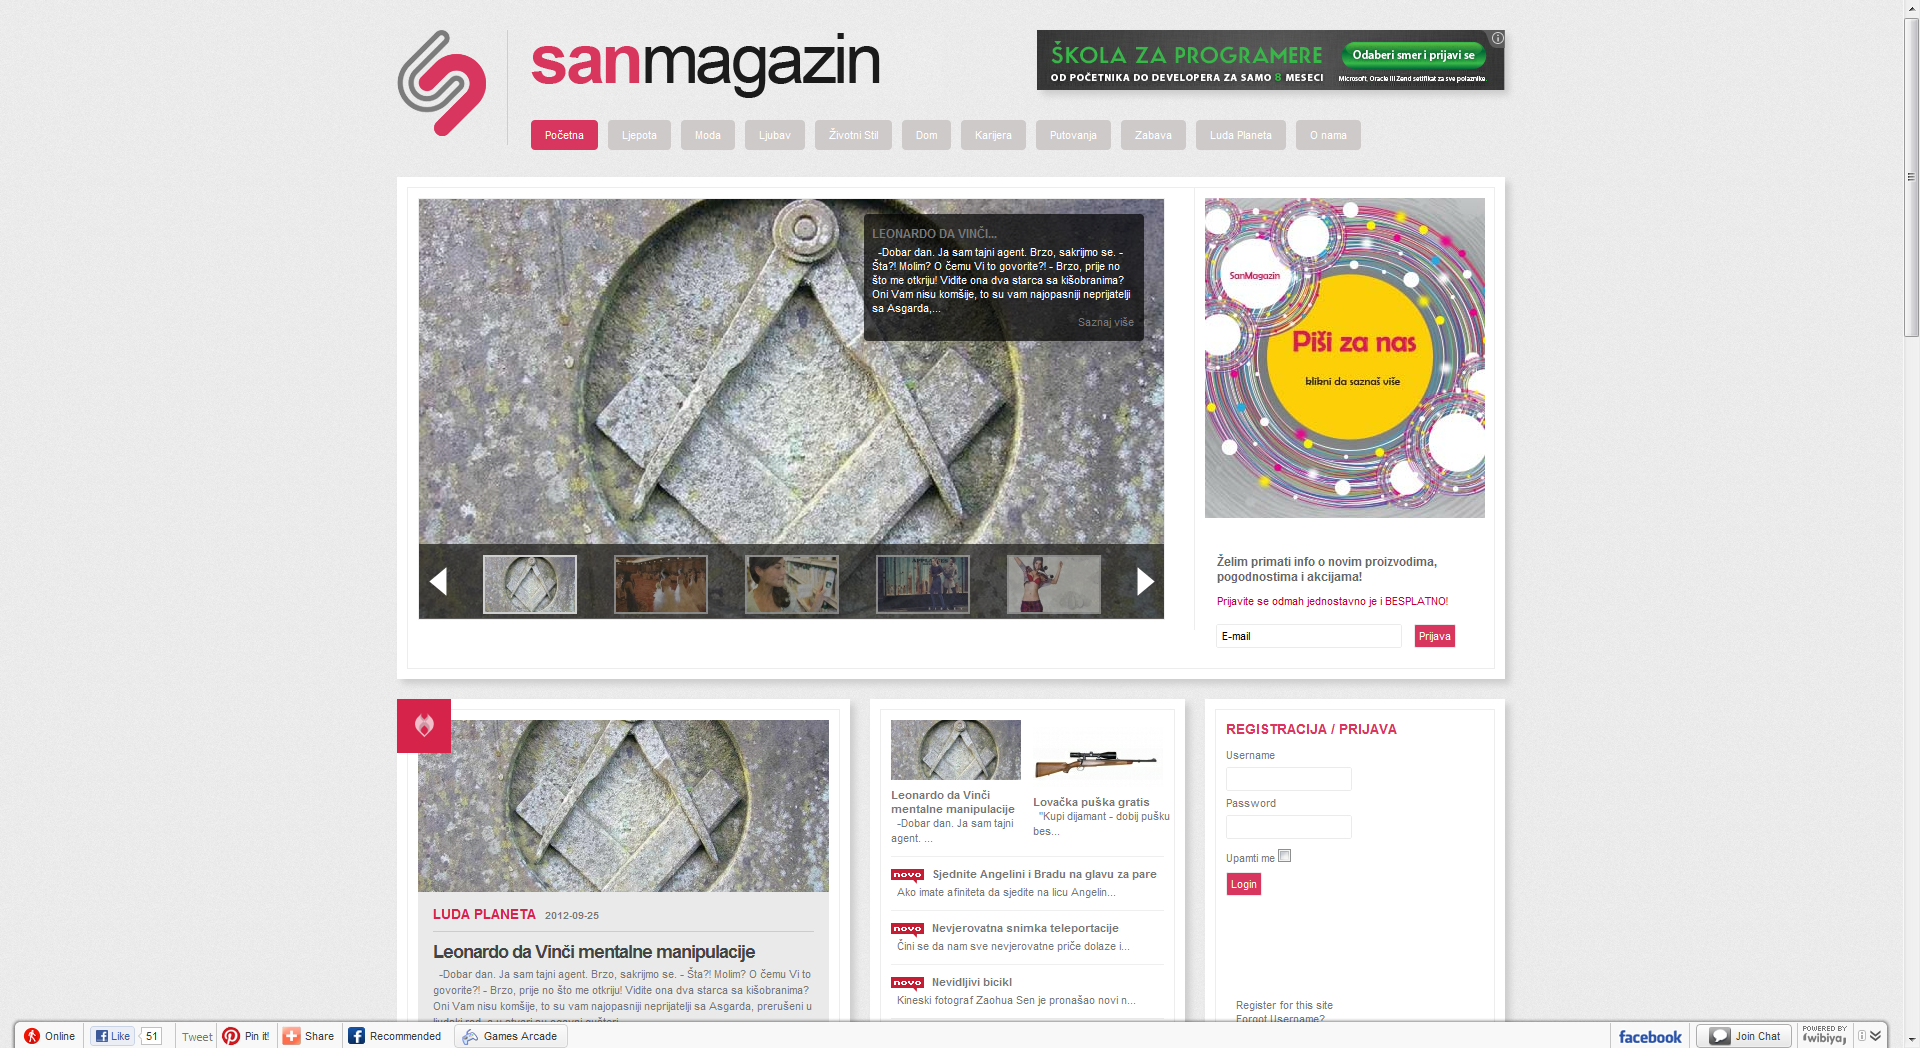 sanmagazin
ŠKOLA ZA PROGRAMERE
OD POČETNIKA DO DEVELOPERA ZA SAMO 8 MESECI
Odaberi smer i prijavi se
Microsoft, Oracle ili Zend setifikat za sve polaznike.
Početna
Ljepota
Moda
Ljubav
Životni Stil
Dom
Karijera
Putovanja
Zabava
Luda Planeta
O nama
LEONARDO DA VINČI...
-Dobar dan. Ja sam tajni agent. Brzo, sakrijmo se. -
Šta?! Molim? O čemu Vi to govorite?! - Brzo, prije no
što me otkriju! Vidite ona dva starca sa kišobranima?
Oni Vam nisu komšije, to su vam najopasniji neprijatelji
sa Asgarda,...
Saznaj više
SanMagazin
Piši za nas
klikni da saznaš više
Želim primati info o novim proizvodima,
pogodnostima i akcijama!
Prijavite se odmah jednostavno je i BESPLATNO!
E-mail
Prijava
LUDA PLANETA 2012-09-25
Leonardo da Vinči mentalne manipulacije
-Dobar dan. Ja sam tajni agent. Brzo, sakrijmo se. - Šta?! Molim? O čemu Vi to
govorite?! - Brzo, prije no što me otkriju! Vidite ona dva starca sa kišobranima?
Oni Vam nisu komšije, to su vam najopasniji neprijatelji sa Asgarda, prerušeni u
Leonardo da Vinči
mentalne manipulacije
-Dobar dan. Ja sam tajni
agent. ...
Lovačka puška gratis
"Kupi dijamant - dobij pušku
bes...
novo Sjednite Angelini i Bradu na glavu za pare
Ako imate afiniteta da sjedite na licu Angelin...
novo Nevjerovatna snimka teleportacije
Čini se da nam sve nevjerovatne priče dolaze i...
novo Nevidljivi bicikl
Kineski fotograf Zaohua Sen je pronašao novi n...
REGISTRACIJA / PRIJAVA
Username
Password
Upamti me
Login
Register for this site
Forgot Username?
Online
Like
51
Tweet
Pin it!
Share
Recommended
Games Arcade
facebook
Join Chat
POWERED BY
wibiya